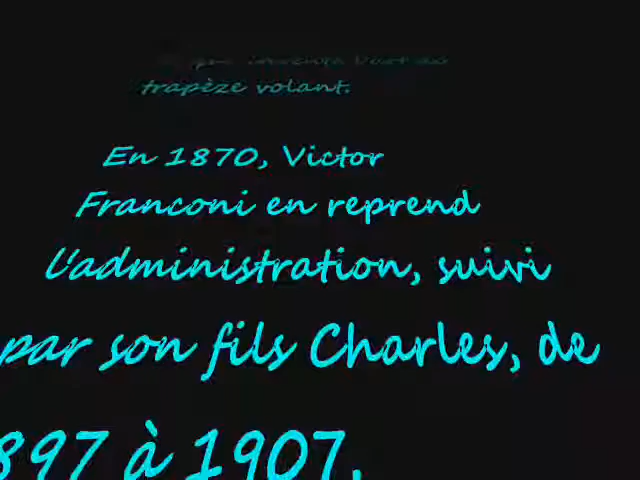 trapèze volant.
En 1870, Victor
Franconi en reprend
l'administration, suivi
par son fils Charles, de
897 à 1907.